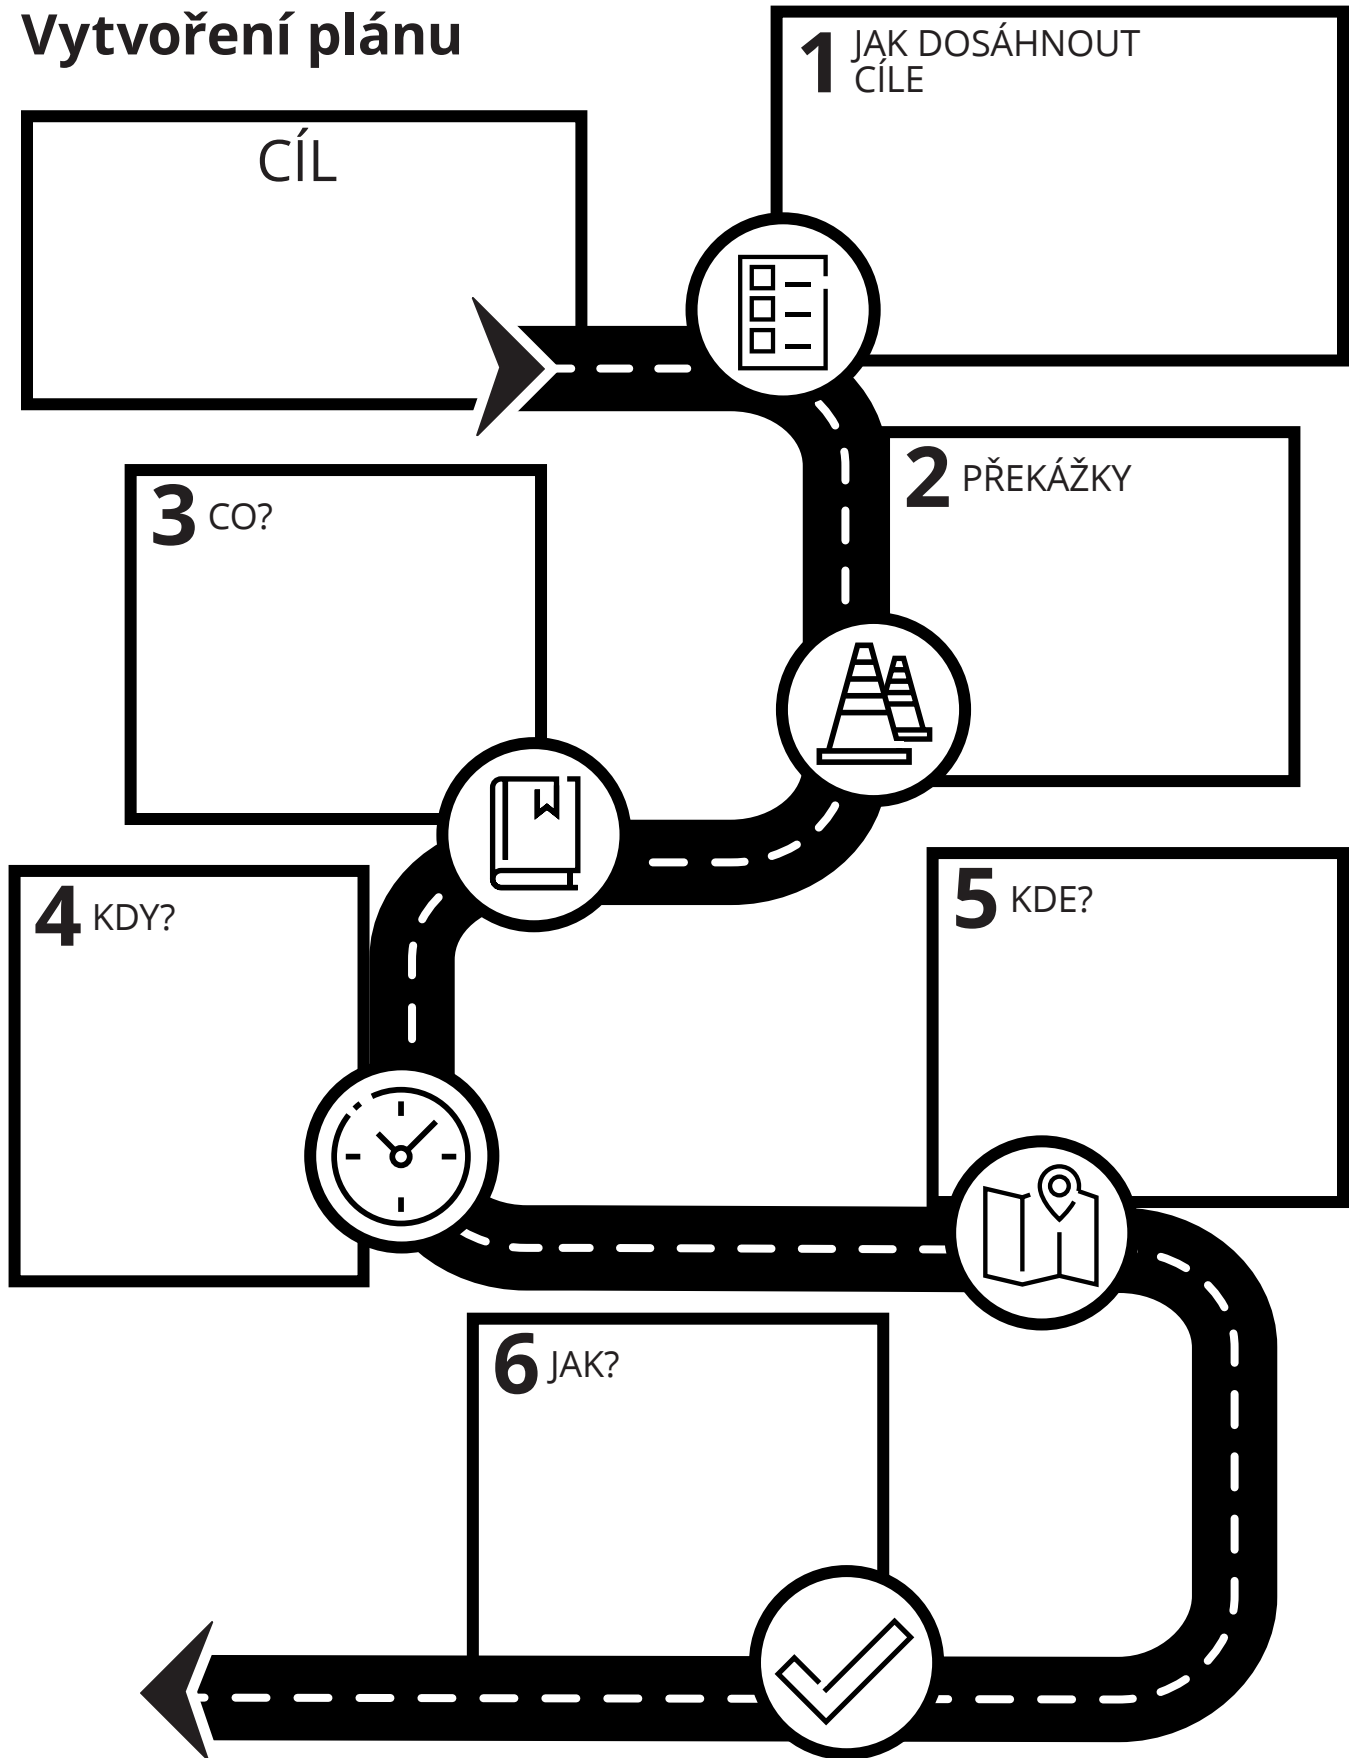 Vytvoření plánu
CÍL
1 JAK DOSÁHNOUT
CÍLE
2 PŘEKÁŽKY
3 CO?
4 KDY?
5 KDE?
6 JAK?